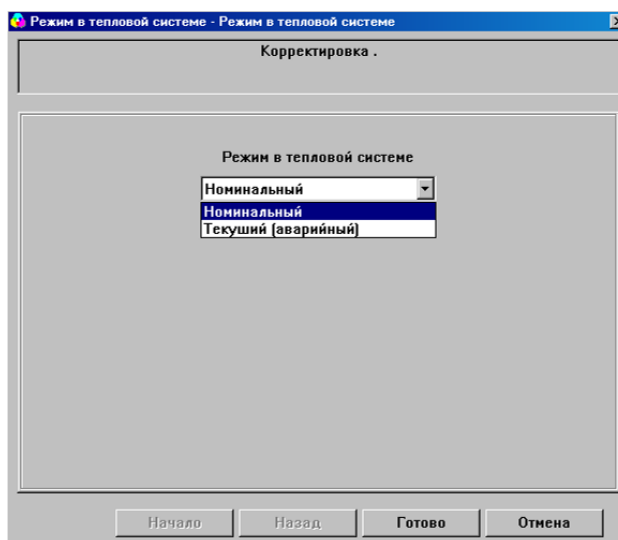 Режим в тепловой системе - Режим в тепловой системе
Корректировка .
Режим в тепловой системе
Номинальный
Номинальный
Текуший (аварийный)
Начало Назад Готово Отмена